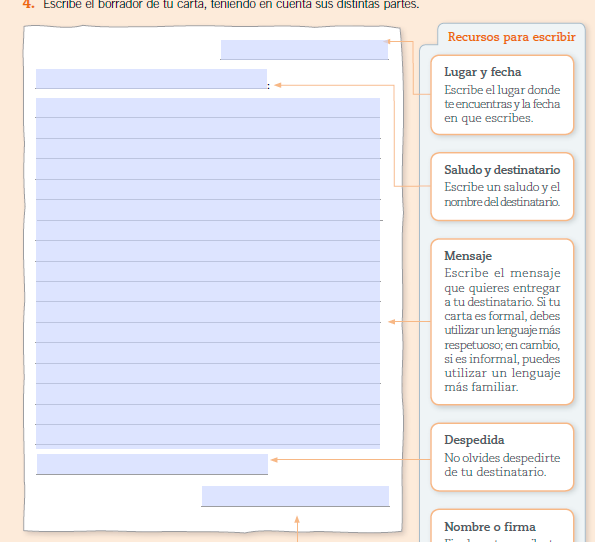 4. Escribe el borrador de tu carta, teniendo en cuenta sus distintas partes.
Recursos para escribir
Lugar y fecha
Escribe el lugar donde
te encuentras y la fecha
en que escribes.
:
Saludo y destinatario
Escribe un saludo y el
nombre del destinatario.
Mensaje
Escribe el mensaje
que quieres entregar
a tu destinatario. Si tu
carta es formal, debes
utilizar un lenguaje más
respetuoso; en cambio,
si es informal, puedes
utilizar un lenguaje
más familiar.
Despedida
No olvides despedirte
de tu destinatario.
Nombre o firma